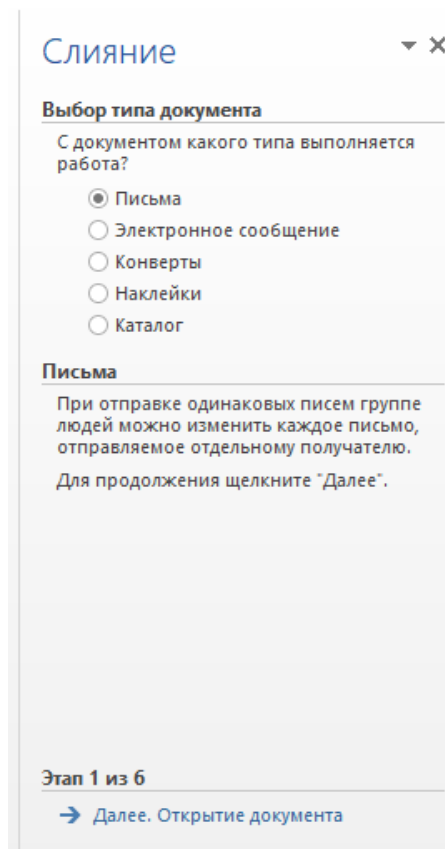 Слияние
Выбор типа документа
С документом какого типа выполняется
работа?
Письма
Электронное сообщение
Конверты
Наклейки
Каталог
Письма
При отправке одинаковых писем группе
людей можно изменить каждое письмо,
отправляемое отдельному получателю.
Для продолжения щелкните "Далее".
Этап 1 из 6
Далее. Открытие документа